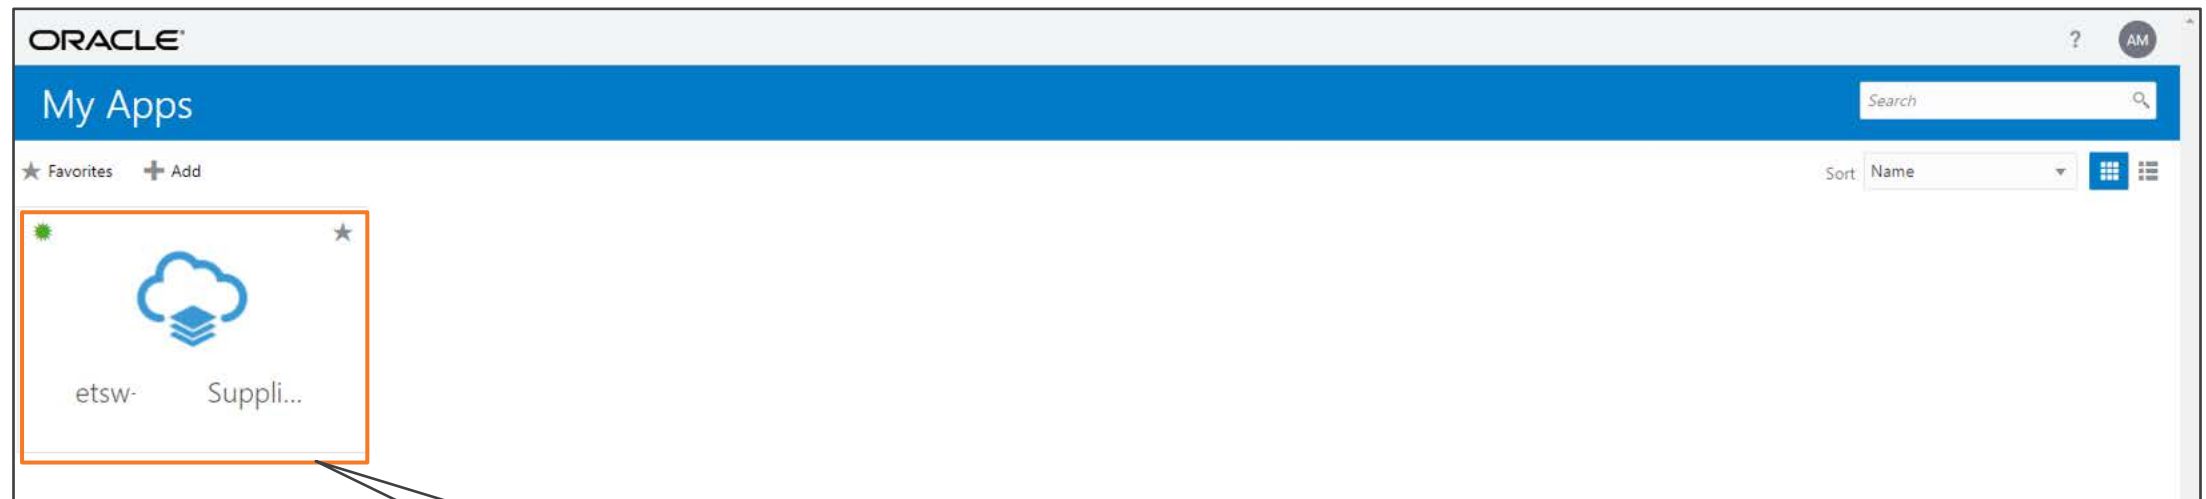 ORACLE
? AM
My Apps
Search
Favorites Add
Sort Name
etsw- Suppli...